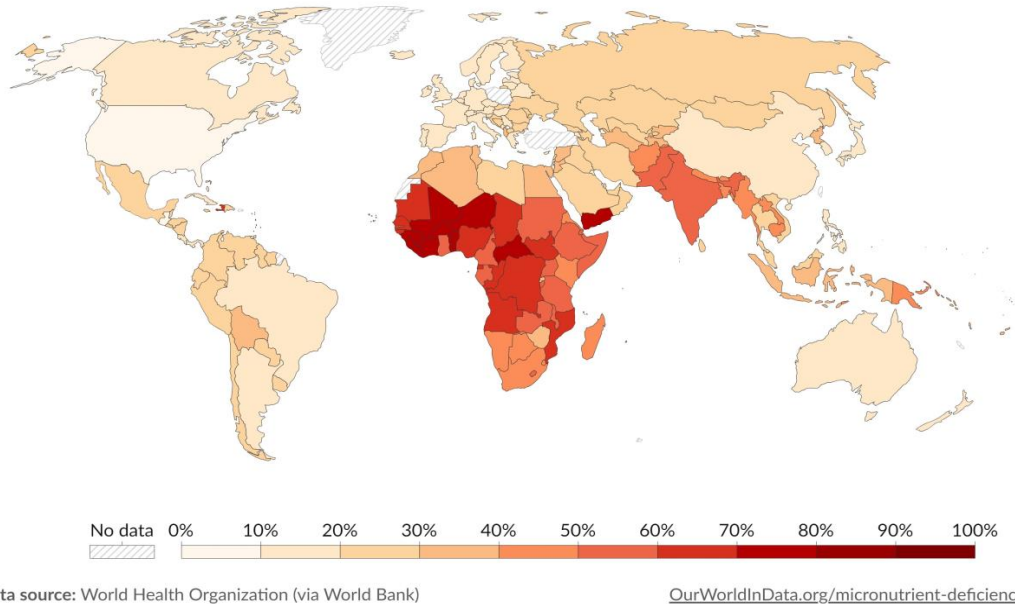 No data 0% 10% 20% 30% 40% 50% 60% 70% 80% 90% 100%
ta source: World Health Organization (via World Bank)
OurWorldInData.org/micronutrient-deficienc